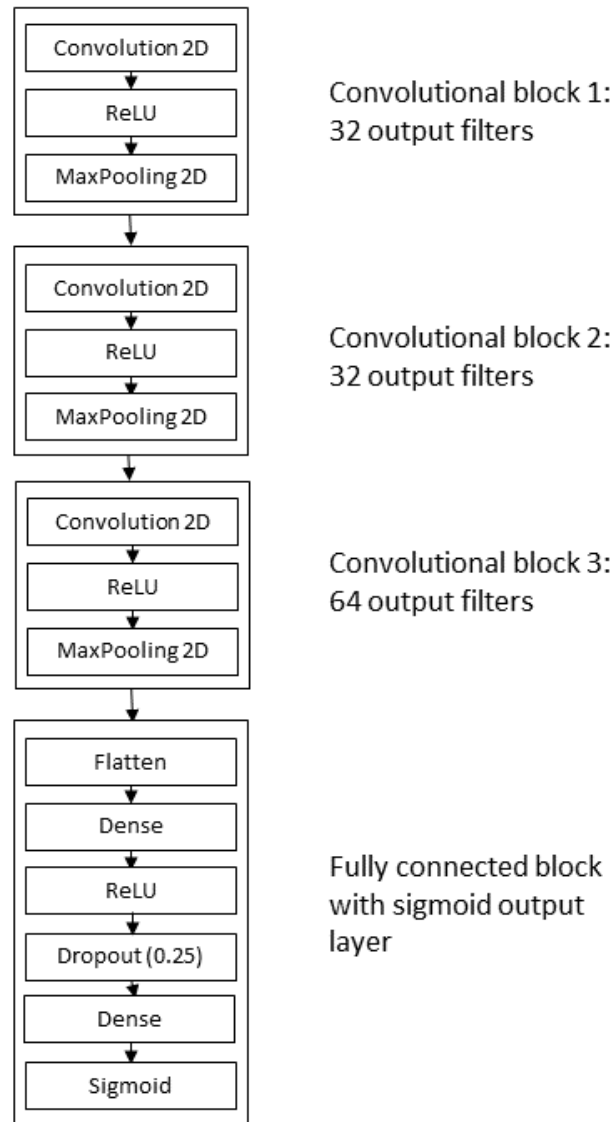 Convolution 2D
ReLU
MaxPooling 2D
Convolutional block 1:
32 output filters
Convolution 2D
ReLU
MaxPooling 2D
Convolutional block 2:
32 output filters
Convolution 2D
ReLU
MaxPooling 2D
Convolutional block 3:
64 output filters
Flatten
Dense
ReLU
Dropout (0.25)
Dense
Sigmoid
Fully connected block
with sigmoid output
layer